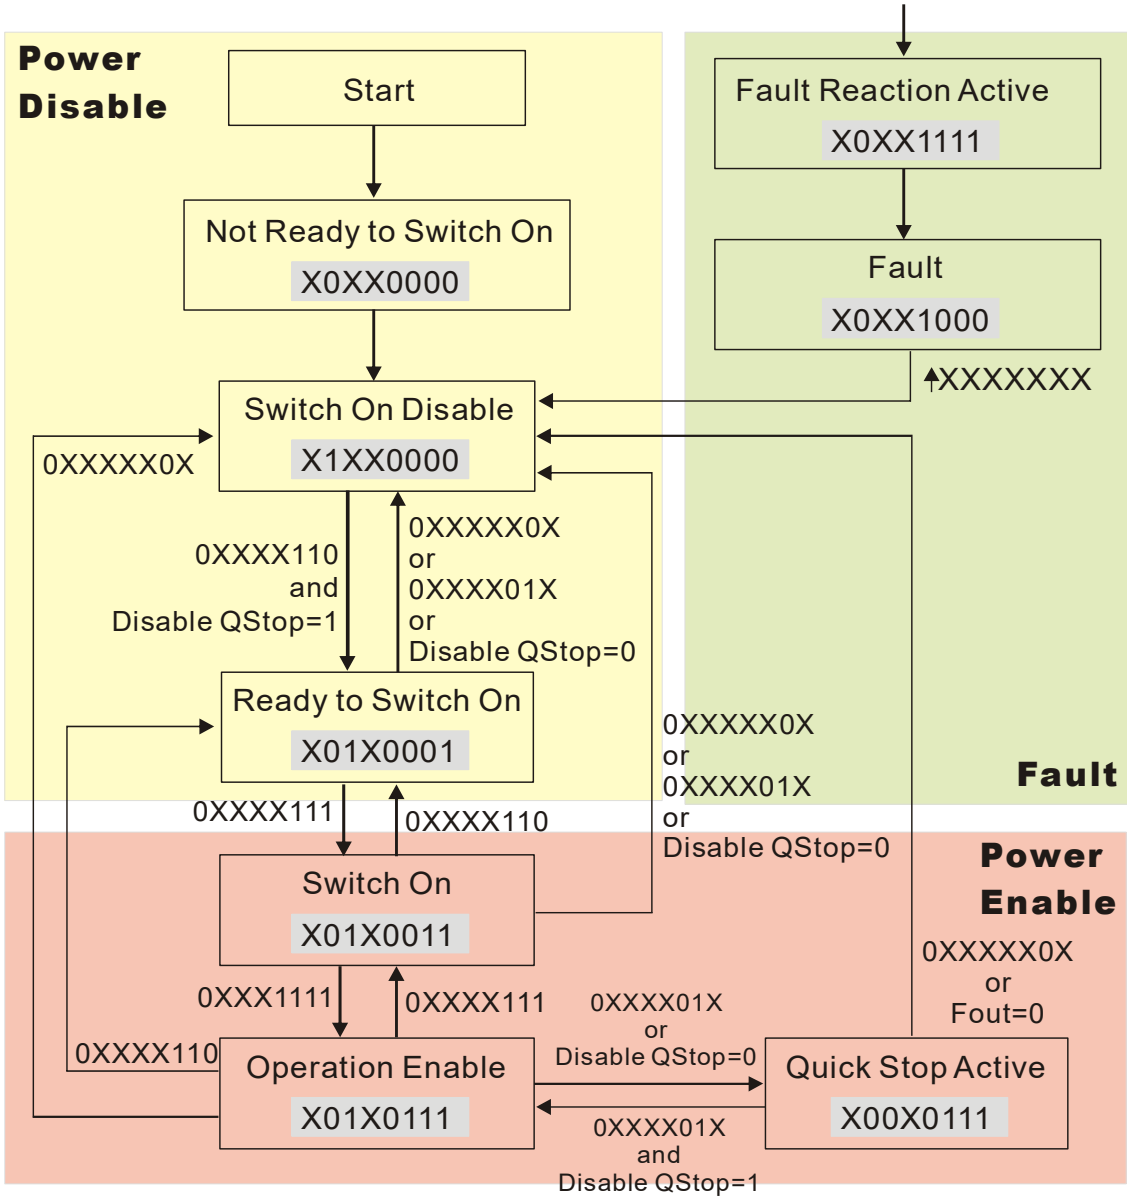 Power
Disable
Start
Not Ready to Switch On
X0XX0000
Switch On Disable
X1XX0000
0XXXXX0X
0XXXX110
and
Disable QStop=1
0XXXXX0X
or
0XXXX01X
or
Disable QStop=0
Ready to Switch On
X01X0001
0XXXX111
0XXXX110
Fault Reaction Active
X0XX1111
Fault
X0XX1000
XXXXXXX
Fault
0XXXXX0X
or
0XXXX01X
or
Disable QStop=0
Power
Enable
Switch On
X01X0011
0XXX1111
0XXXX111
0XXXX110
Operation Enable
X01X0111
0XXXX01X
or
Disable QStop=0
0XXXX01X
and
Disable QStop=1
0XXXXX0X
or
Fout=0
Quick Stop Active
X00X0111